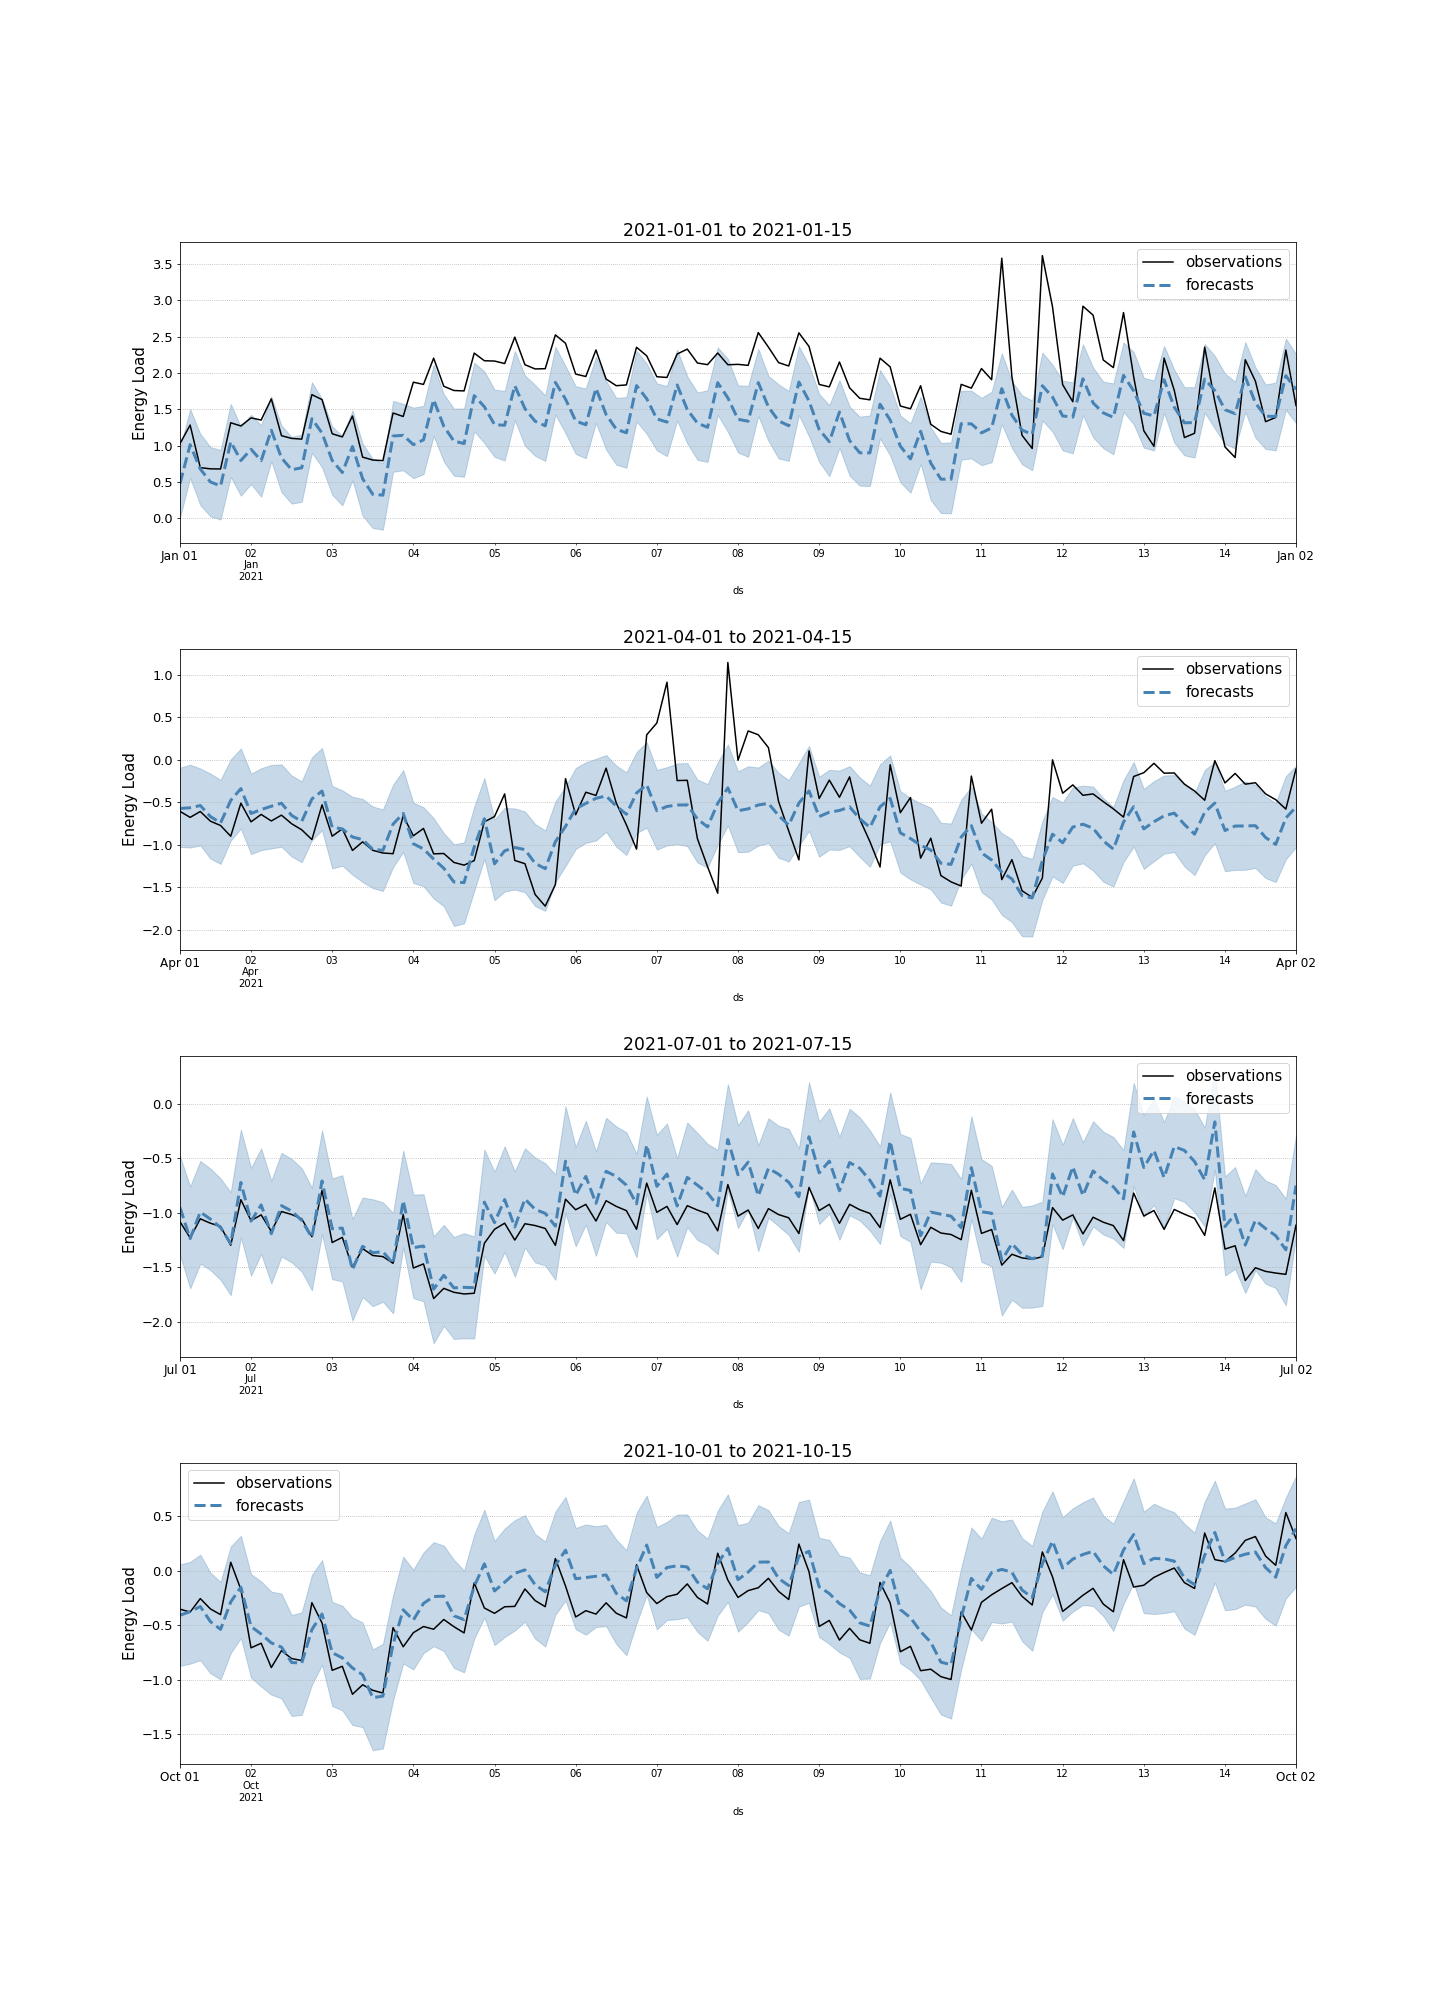 2021-01-01 to 2021-01-15
observations
forecasts
Energy Load
3.5
3.0
2.5
2.0
1.5
1.0
0.5
0.0
Jan 01 02 03 04 05 06 07 08 09 10 11 12 13 14 Jan 02
Jan
2021
ds
2021-04-01 to 2021-04-15
observations
forecasts
Energy Load
1.0
0.5
0.0
−0.5
−1.0
−1.5
−2.0
Apr 01 02 03 04 05 06 07 08 09 10 11 12 13 14 Apr 02
Apr
2021
ds
2021-07-01 to 2021-07-15
observations
forecasts
Energy Load
0.0
−0.5
−1.0
−1.5
−2.0
Jul 01 02 03 04 05 06 07 08 09 10 11 12 13 14 Jul 02
Jul
2021
ds
2021-10-01 to 2021-10-15
observations
forecasts
Energy Load
0.5
0.0
−0.5
−1.0
−1.5
Oct 01 02 03 04 05 06 07 08 09 10 11 12 13 14 Oct 02
Oct
2021
ds